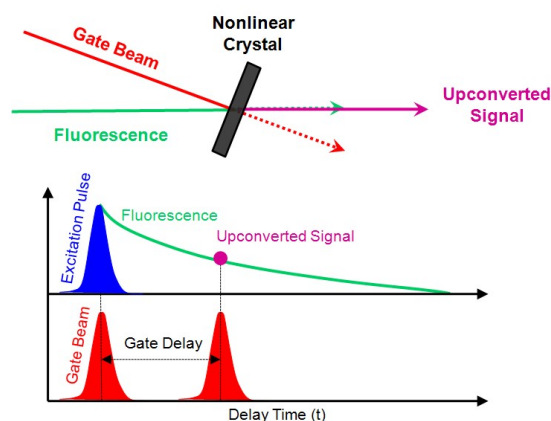 Nonlinear
Crystal
Gate Beam
Fluorescence
Upconverted
Signal
Excitation Pulse
Fluorescence
Upconverted Signal
Gate Beam
Gate Delay
Delay Time (t)